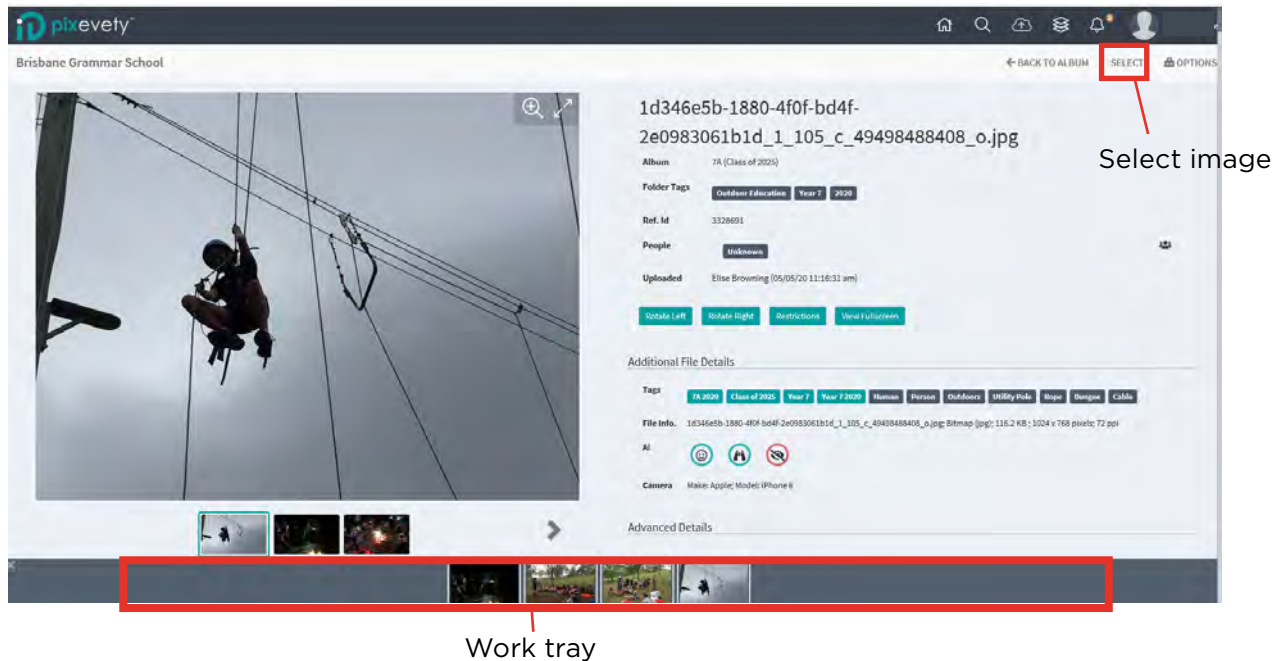 pixevety
Brisbane Grammar School
BACK TO ALBUM SELECT OPTIONS
Select image
1d346e5b-1880-4f0f-bd4f-
2e0983061b1d_1_105_c_49498488408_o.jpg
Album 7A (Class of 2025)
Folder Tags Outdoor Education Year 7 2020
Ref. Id 3328691
People Unknown
Uploaded Elise Browning (05/05/20 11:16:31 am)
Rotate Left Rotate Right Restrictions View Fullscreen
Additional File Details
Tags 7A 2020 Class of 2025 Year 7 Year 7 2020 Human Person Outdoors Utility Pole Rope Bungee Cable
File Info. 1d346e5b-1880-4f0f-bd4f-2e0983061b1d_1_105_c_49498488408_o.jpg; Bitmap (jpg); 116.2 KB; 1024 x 768 pixels; 72 ppi
AI
Camera Make: Apple; Model: iPhone
Advanced Details
Work tray